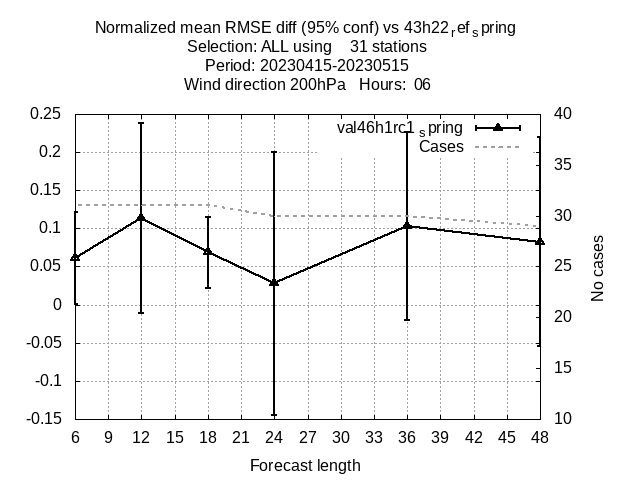 Normalized mean RMSE diff (95% conf) vs 43h22refspring
Selection: ALL using 31 stations
Period: 20230415-20230515
Wind direction 200hPa Hours: 06
val46h1rc1spring
Cases
0.25
0.2
0.15
0.1
0.05
0
-0.05
-0.1
-0.15
40
35
30
25
20
15
10
No cases
6 9 12 15 18 21 24 27 30 33 36 39 42 45 48
Forecast length